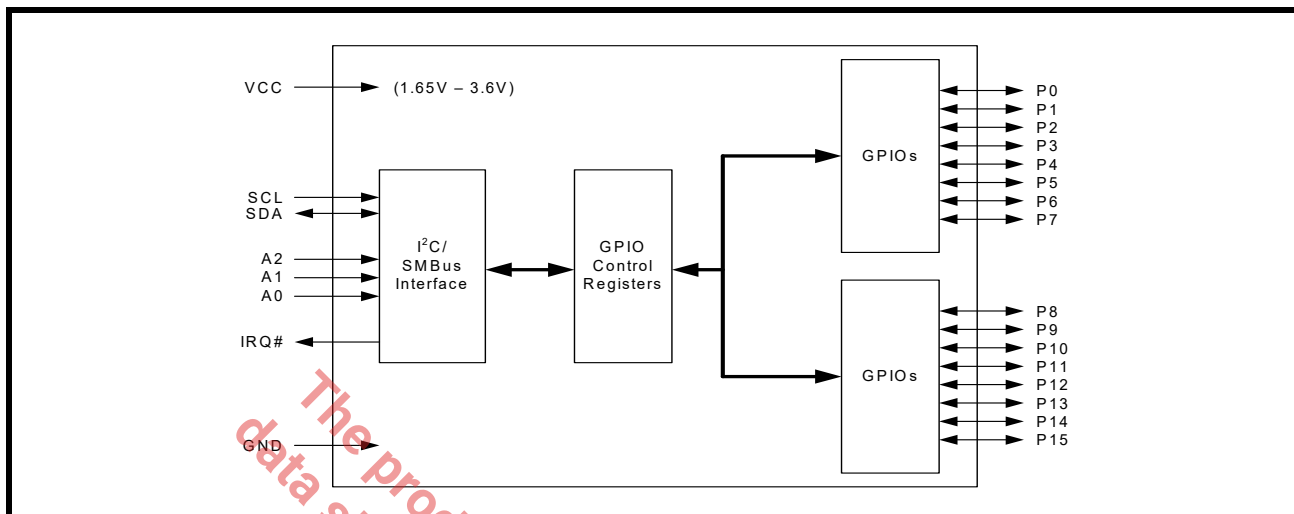 VCC
(1.65V – 3.6V)
SCL
SDA
A2
A1
A0
IRQ#
GND
I²C/
SMBus
Interface
GPIO
Control
Registers
GPIOs
P0
P1
P2
P3
P4
P5
P6
P7
GPIOs
P8
P9
P10
P11
P12
P13
P14
P15
The
data